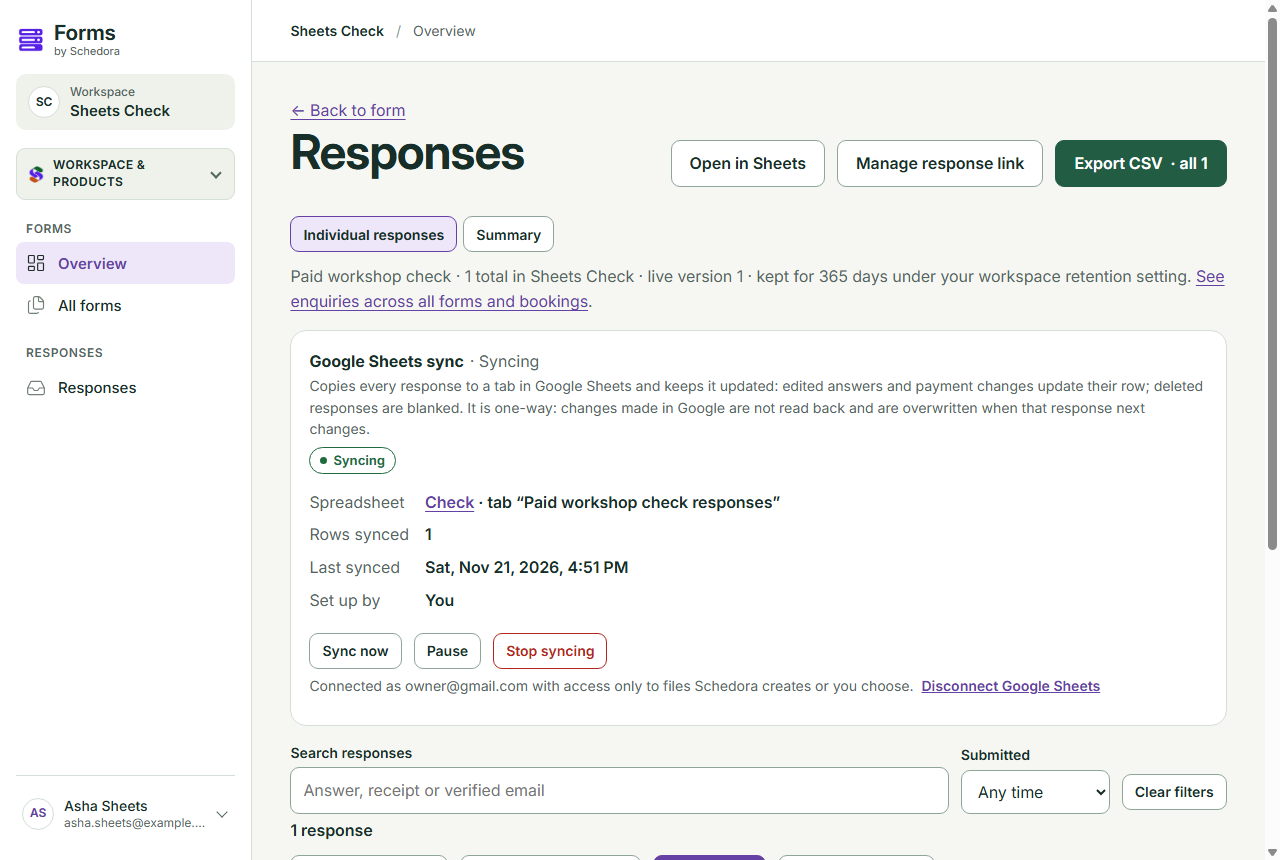 Forms
by Schedora
SC
Workspace
Sheets Check
WORKSPACE &
PRODUCTS
FORMS
Overview
All forms
RESPONSES
Responses
AS
Asha Sheets
asha.sheets@example....
Sheets Check / Overview
← Back to form
Responses
Open in Sheets
Manage response link
Export CSV · all 1
Individual responses
Summary
Paid workshop check · 1 total in Sheets Check · live version 1 · kept for 365 days under your workspace retention setting. See
enquiries across all forms and bookings.
Google Sheets sync · Syncing
Copies every response to a tab in Google Sheets and keeps it updated: edited answers and payment changes update their row; deleted
responses are blanked. It is one-way: changes made in Google are not read back and are overwritten when that response next
changes.
Syncing
Spreadsheet Check · tab “Paid workshop check responses”
Rows synced 1
Last synced Sat, Nov 21, 2026, 4:51 PM
Set up by You
Sync now
Pause
Stop syncing
Connected as owner@gmail.com with access only to files Schedora creates or you choose. Disconnect Google Sheets
Search responses
Answer, receipt or verified email
Submitted
Any time
Clear filters
1 response